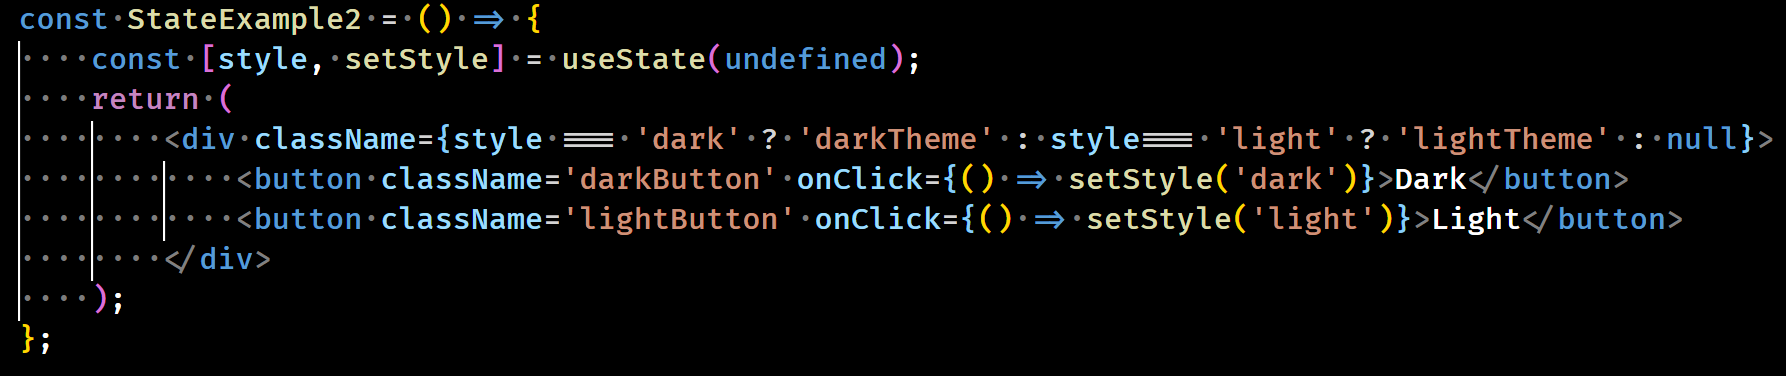 const StateExample2 = () => {
    const [style, setStyle] = useState(undefined);
    return (
        <div className={style === 'dark' ? 'darkTheme' : style=== 'light' ? 'lightTheme' : null}>
            <button className='darkButton' onClick={() => setStyle('dark')}>Dark</button>
            <button className='lightButton' onClick={() => setStyle('light')}>Light</button>
        </div>
    );
};